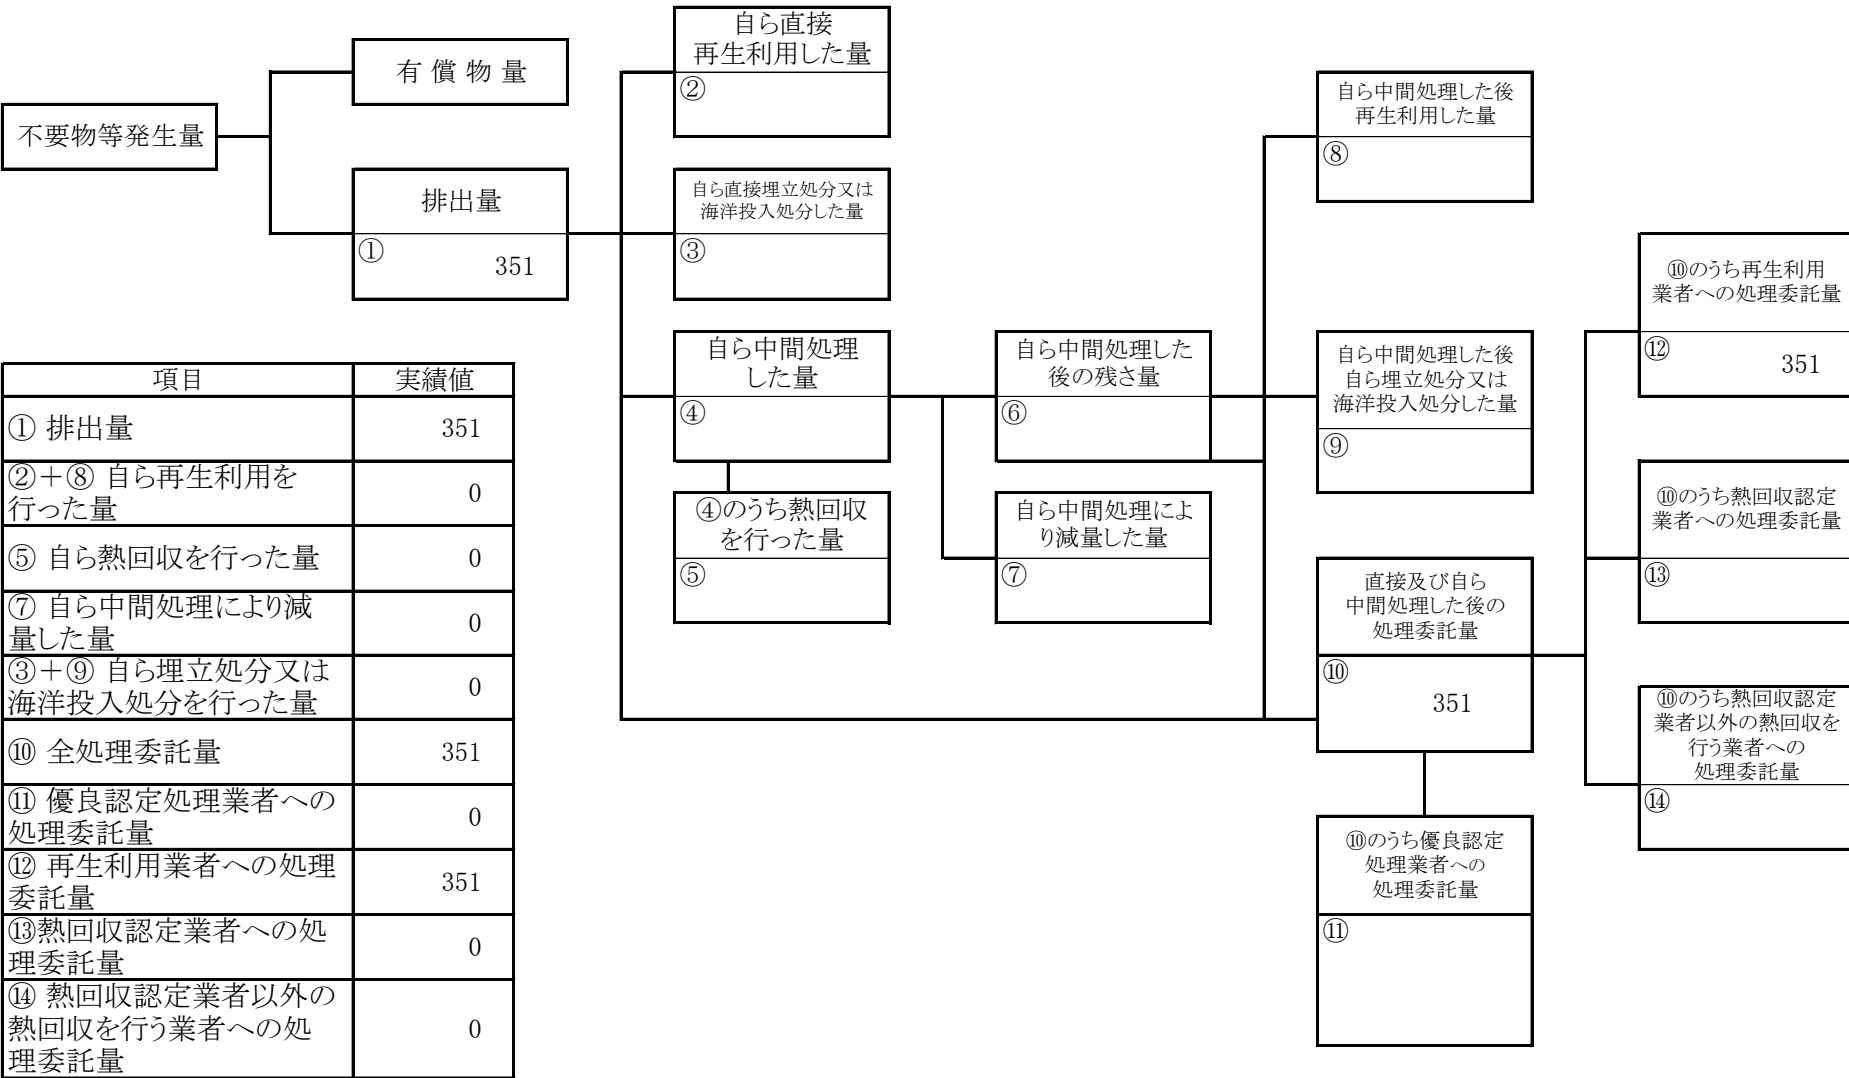 不要物等発生量
有 償 物 量
排出量
①
351
自ら直接
再生利用した量
②
自ら直接埋立処分又は
海洋投入処分した量
③
自ら中間処理
した量
④
④のうち熱回収
を行った量
⑤
自ら中間処理した
後の残さ量
⑥
自ら中間処理によ
り減量した量
⑦
自ら中間処理した後
再生利用した量
⑧
自ら中間処理した後
自ら埋立処分又は
海洋投入処分した量
⑨
直接及び自ら
中間処理した後の
処理委託量
⑩
351
⑩のうち優良認定
処理業者への
処理委託量
⑪
⑩のうち再生利用
業者への処理委託量
⑫
351
⑩のうち熱回収認定
業者への処理委託量
⑬
⑩のうち熱回収認定
業者以外の熱回収を
行う業者への
処理委託量
⑭
項目 実績値
① 排出量 351
②＋⑧ 自ら再生利用を
行った量 0
⑤ 自ら熱回収を行った量 0
⑦ 自ら中間処理により減
量した量 0
③＋⑨ 自ら埋立処分又は
海洋投入処分を行った量 0
⑩ 全処理委託量 351
⑪ 優良認定処理業者への
処理委託量 0
⑫ 再生利用業者への処理
委託量 351
⑬熱回収認定業者への処
理委託量 0
⑭ 熱回収認定業者以外の
熱回収を行う業者への処
理委託量 0